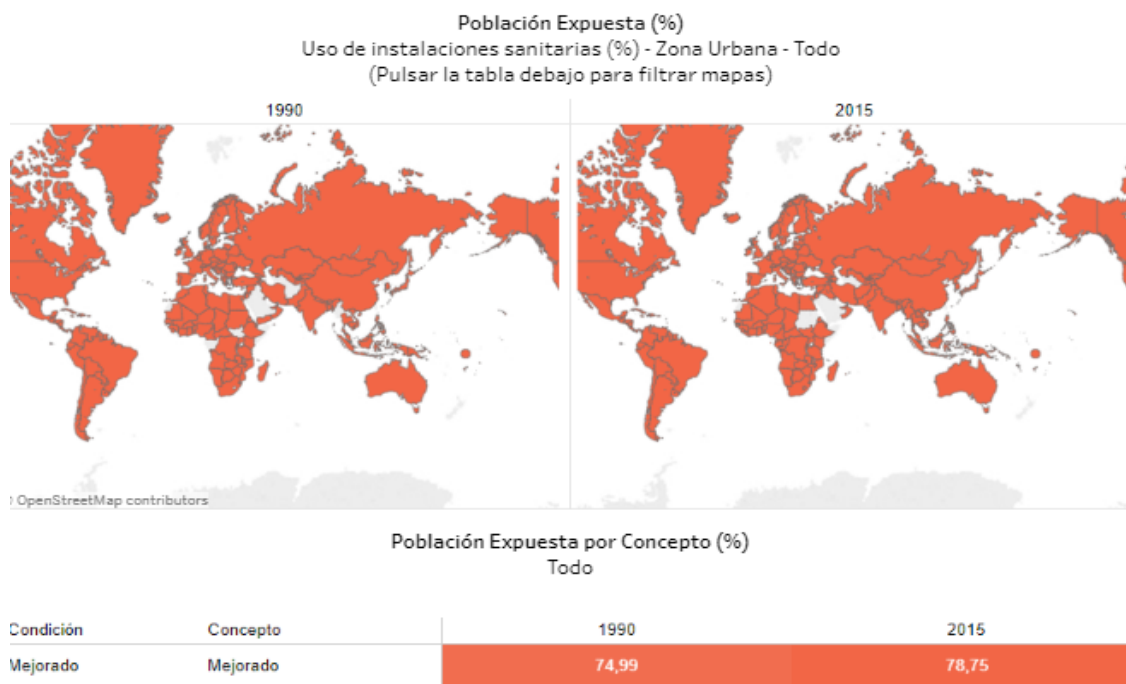 Población Expuesta (%)
Uso de instalaciones sanitarias (%) - Zona Urbana - Todo
(Pulsar la tabla debajo para filtrar mapas)
1990 2015
OpenStreetMap contributors
Población Expuesta por Concepto (%)
Todo
Condición Concepto 1990 2015
Mejorado Mejorado 74,99 78,75